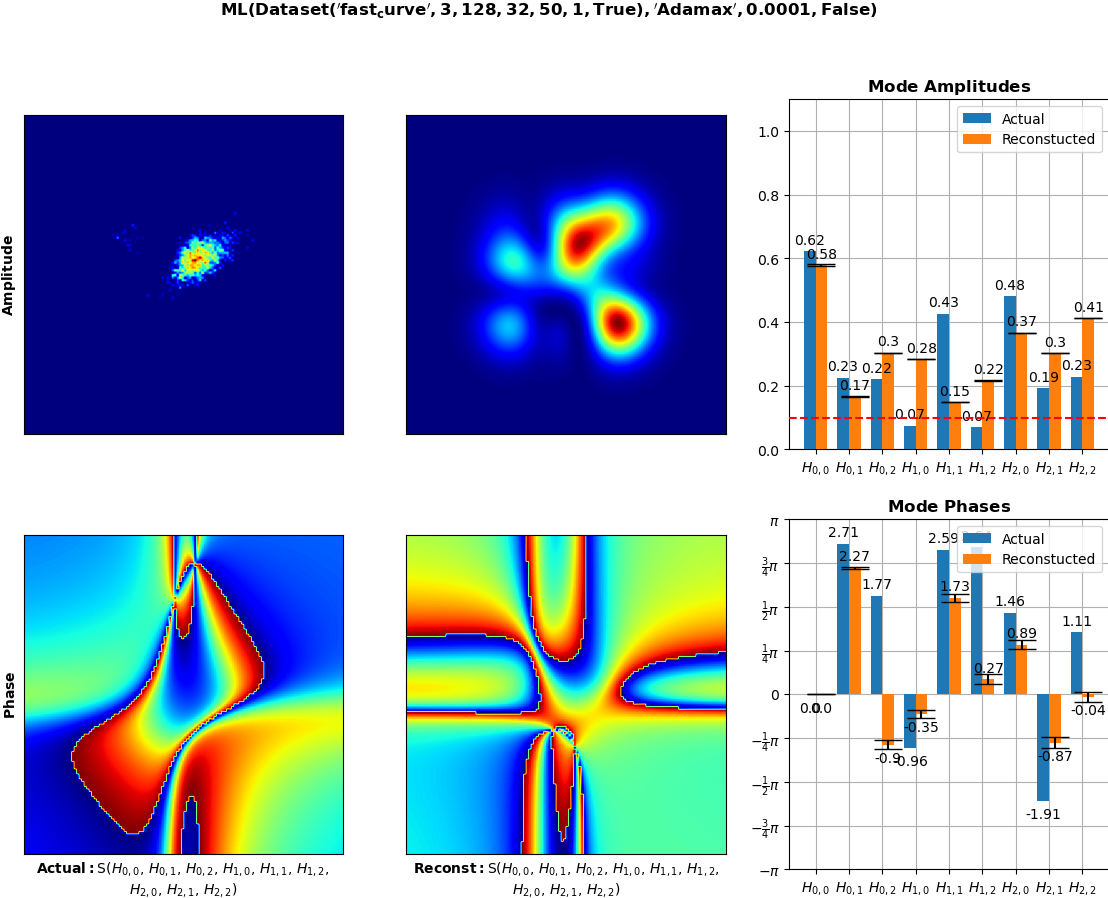 ML(Dataset('fast_curve', 3, 128, 32, 50, 1, True), 'Adamax', 0.0001, False)
Amplitude
Mode Amplitudes
Actual
Reconstucted
1.0
0.8
0.6
0.4
0.2
0.0
0.62
0.58
0.23
0.17
0.22
0.3
0.07
0.28
0.43
0.15
0.07
0.22
0.48
0.37
0.19
0.3
0.23
0.41
H0,0 H0,1 H0,2 H1,0 H1,1 H1,2 H2,0 H2,1 H2,2
Phase
Actual: S(H0,0, H0,1, H0,2, H1,0, H1,1, H1,2,
H2,0, H2,1, H2,2)
Reconst: S(H0,0, H0,1, H0,2, H1,0, H1,1, H1,2,
H2,0, H2,1, H2,2)
Mode Phases
Actual
Reconstucted
π
3/4π
1/2π
1/4π
0
−1/4π
−1/2π
−3/4π
−π
0.0
0.0
2.71
2.27
1.77
-0.9
-0.96
-0.35
2.59
1.73
0.27
1.46
0.89
-1.91
-0.87
1.11
-0.04
H0,0 H0,1 H0,2 H1,0 H1,1 H1,2 H2,0 H2,1 H2,2